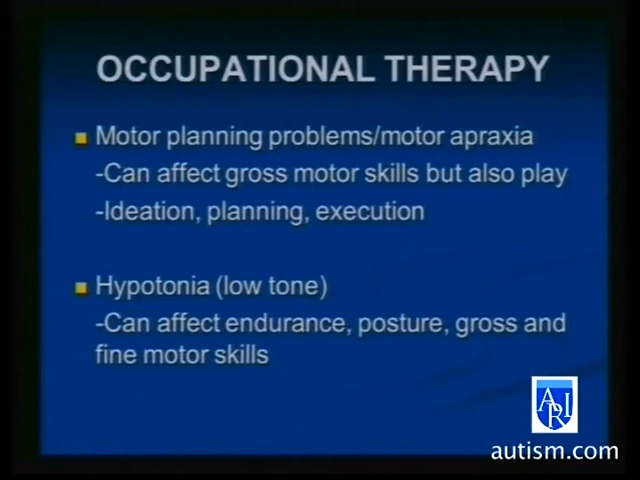 OCCUPATIONAL THERAPY
Motor planning problems/motor apraxia
-Can affect gross motor skills but also play
-Ideation, planning, execution
Hypotonia (low tone)
-Can affect endurance, posture, gross and
fine motor skills
ARI
autism.com